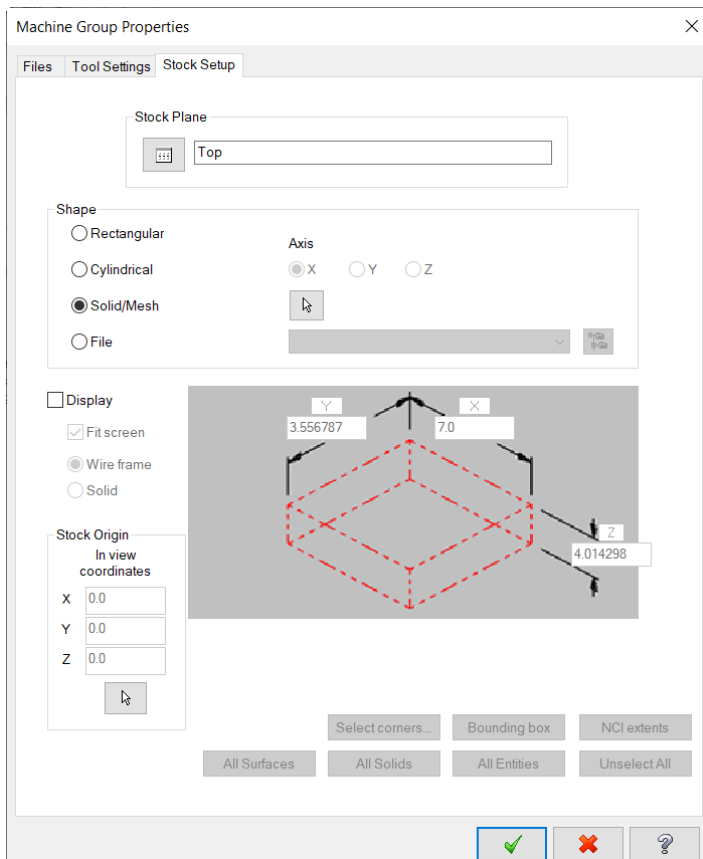 Machine Group Properties
Files Tool Settings Stock Setup
Stock Plane
Top
Shape
Rectangular
Axis
Cylindrical
X Y Z
Solid/Mesh
File
Display
Y X
3.556787 7.0
Fit screen
Wire frame
Solid
Z
4.014298
Stock Origin
In view
coordinates
X 0.0
Y 0.0
Z 0.0
Select corners... Bounding box NCI extents
All Surfaces All Solids All Entities Unselect All
?